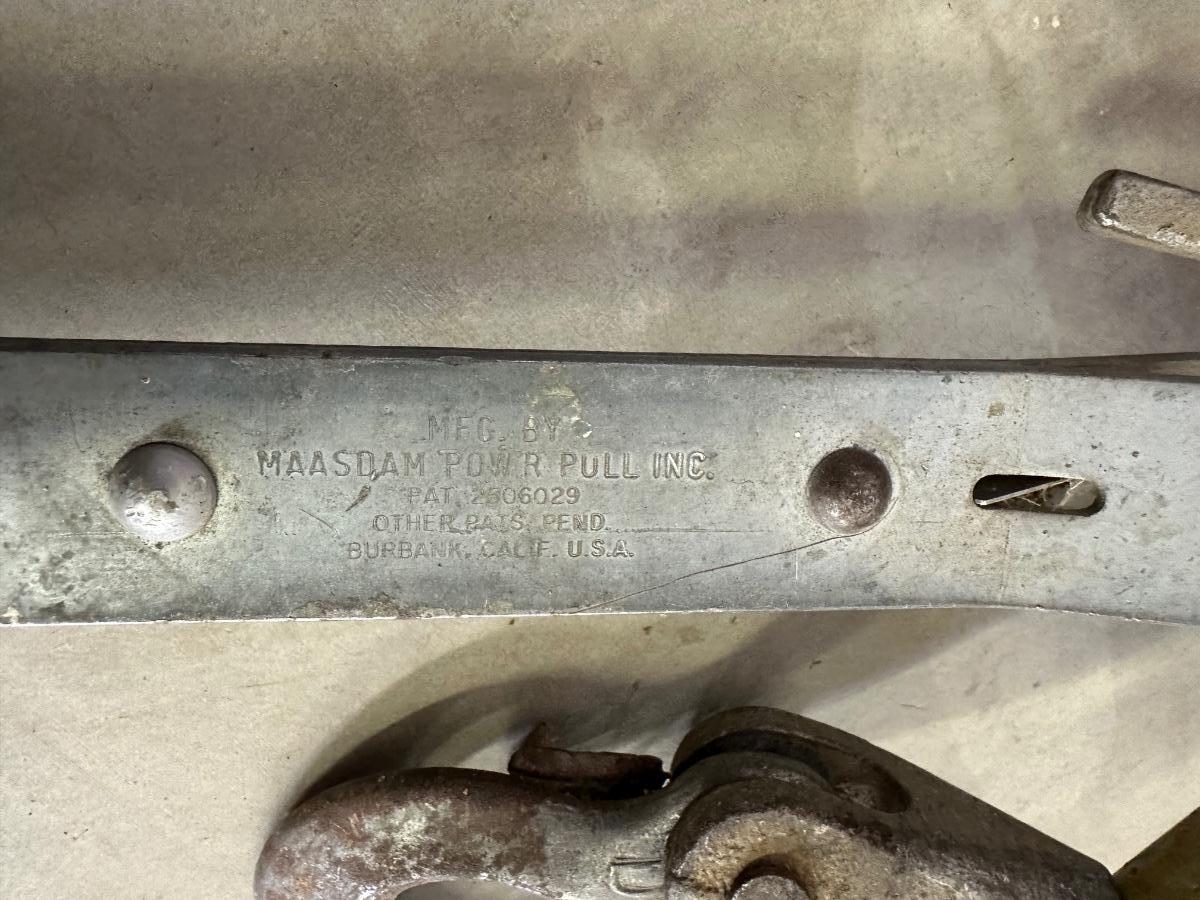 MFG. BY
MAASDAM POW'R PULL INC.
PAT. 2506029
OTHER PATS. PEND.
BURBANK, CALIF. U.S.A.